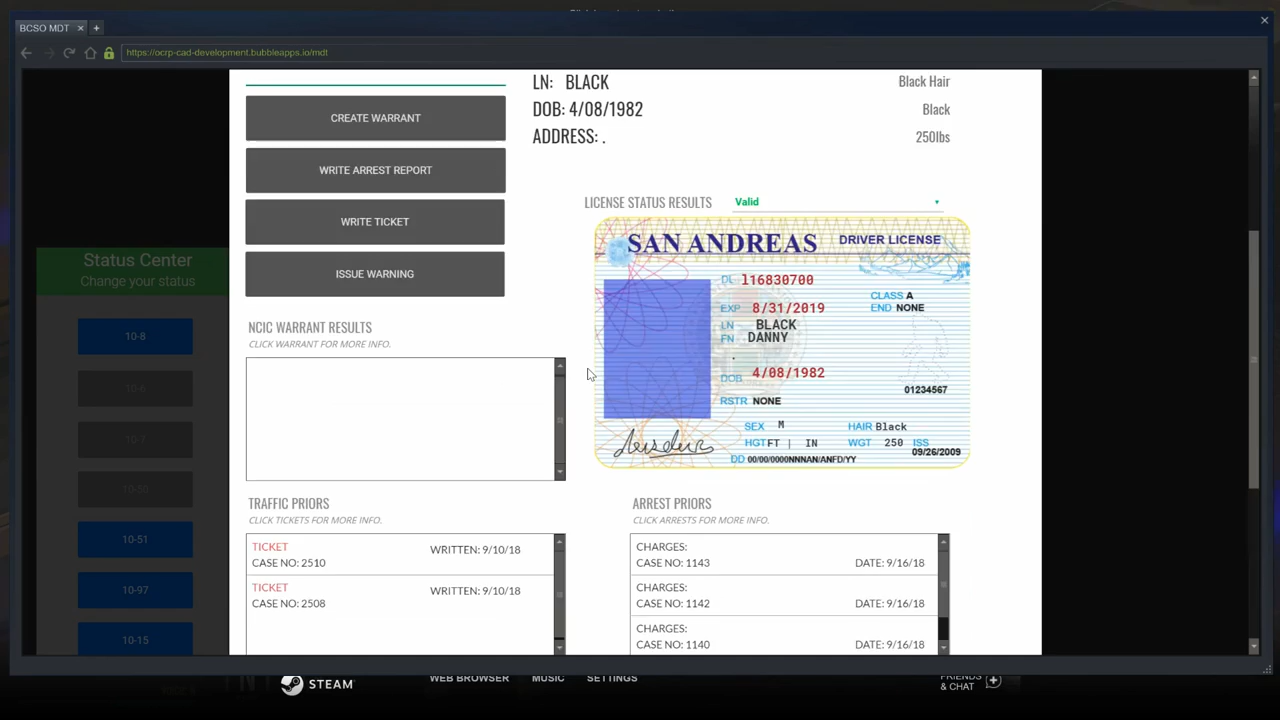 BCSO MDT
https://ocrp-cad-development.bubbleapps.io/mdt
LN: BLACK
DOB: 4/08/1982
ADDRESS: .
Black Hair
Black
250lbs
CREATE WARRANT
WRITE ARREST REPORT
WRITE TICKET
ISSUE WARNING
LICENSE STATUS RESULTS
Valid
SAN ANDREAS DRIVER LICENSE
DL 116830700
EXP 8/31/2019
CLASS A
END NONE
LN BLACK
FN DANNY
.
DOB 4/08/1982
01234567
RSTR NONE
SEX M HAIR Black
HGT FT | IN WGT 250 ISS
09/26/2009
DD 00/00/0000NNNAN/ANFD/YY
Status Center
Change your status
10-8
10-6
10-7
10-51
10-97
10-15
NCIC WARRANT RESULTS
CLICK WARRANT FOR MORE INFO.
TRAFFIC PRIORS
CLICK TICKETS FOR MORE INFO.
TICKET
CASE NO: 2510
WRITTEN: 9/10/18
TICKET
CASE NO: 2508
WRITTEN: 9/10/18
ARREST PRIORS
CLICK ARRESTS FOR MORE INFO.
CHARGES:
CASE NO: 1143
DATE: 9/16/18
CHARGES:
CASE NO: 1142
DATE: 9/16/18
CHARGES:
CASE NO: 1140
DATE: 9/16/18
STEAM
WEB BROWSER
MUSIC
SETTINGS
FRIENDS
& CHAT